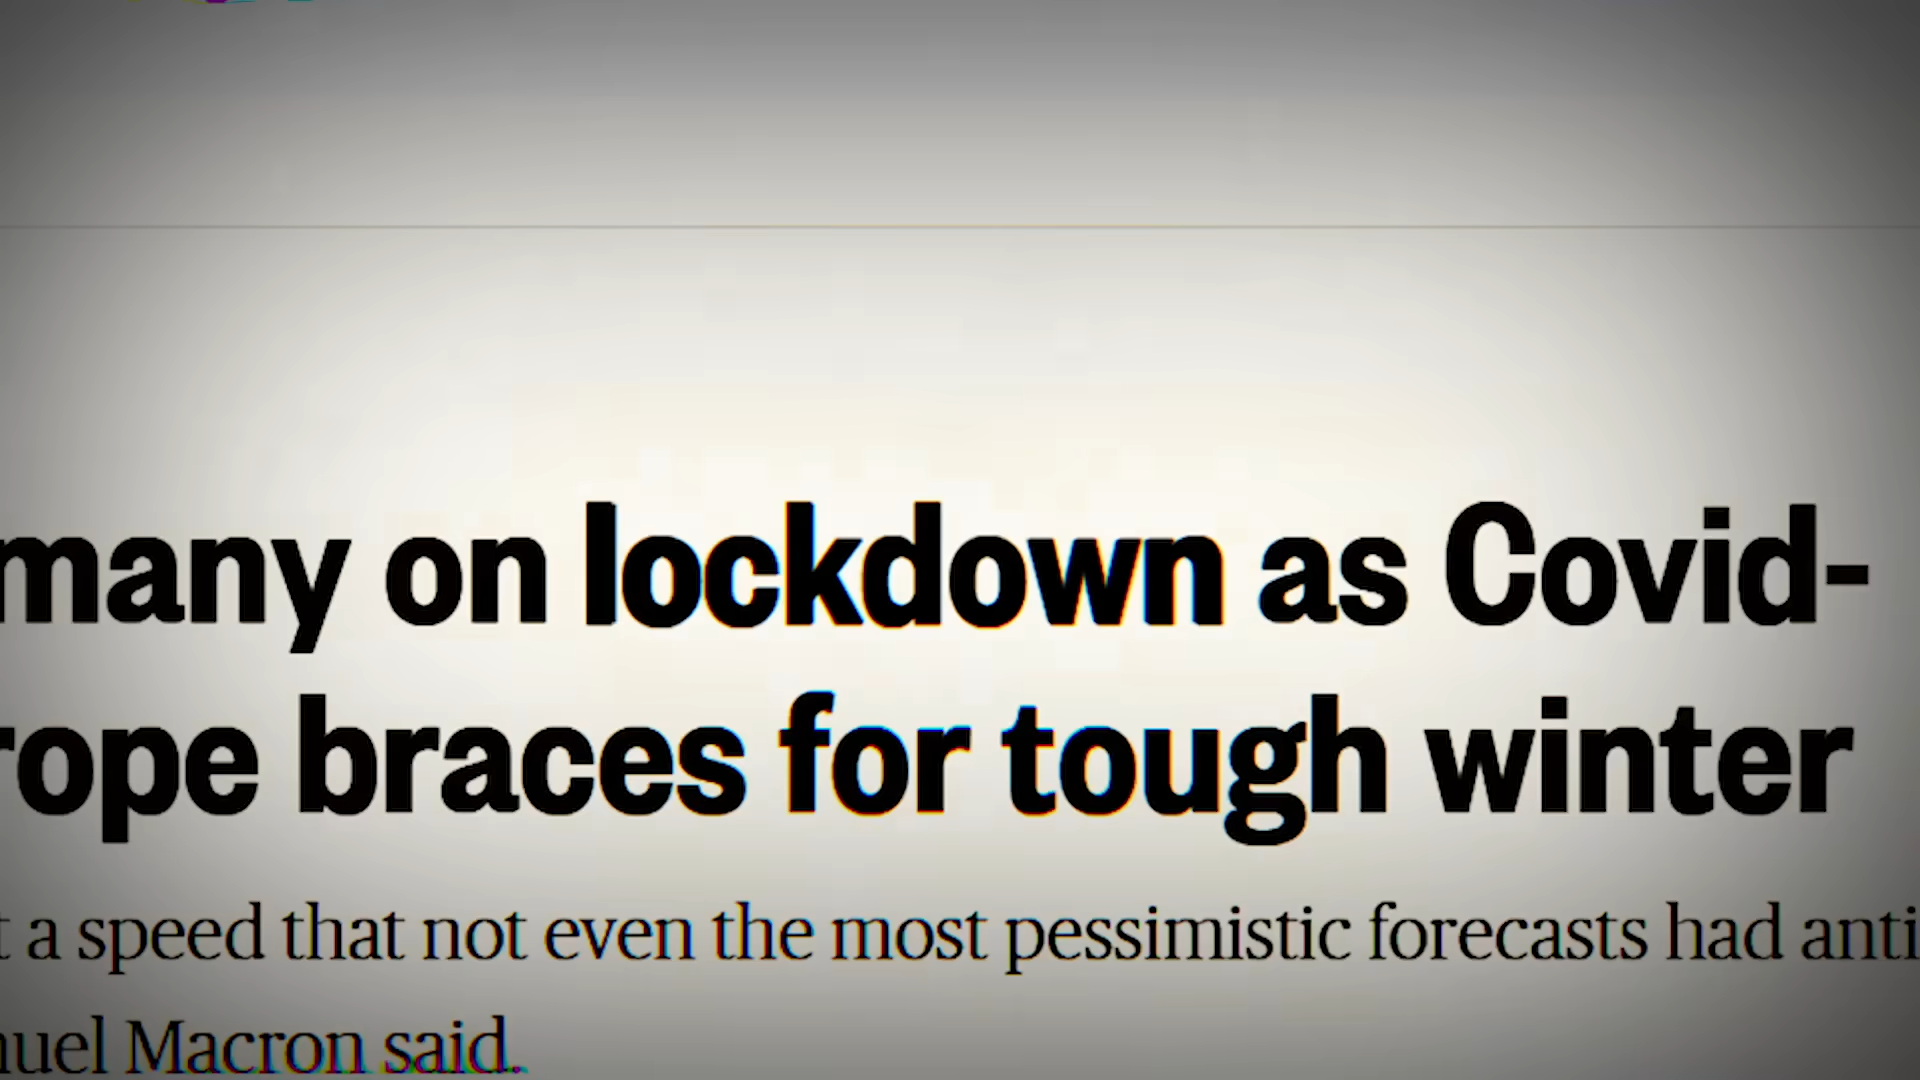 many on lockdown as Covid-
rope braces for tough winter
t a speed that not even the most pessimistic forecasts had anti
nuel Macron said.